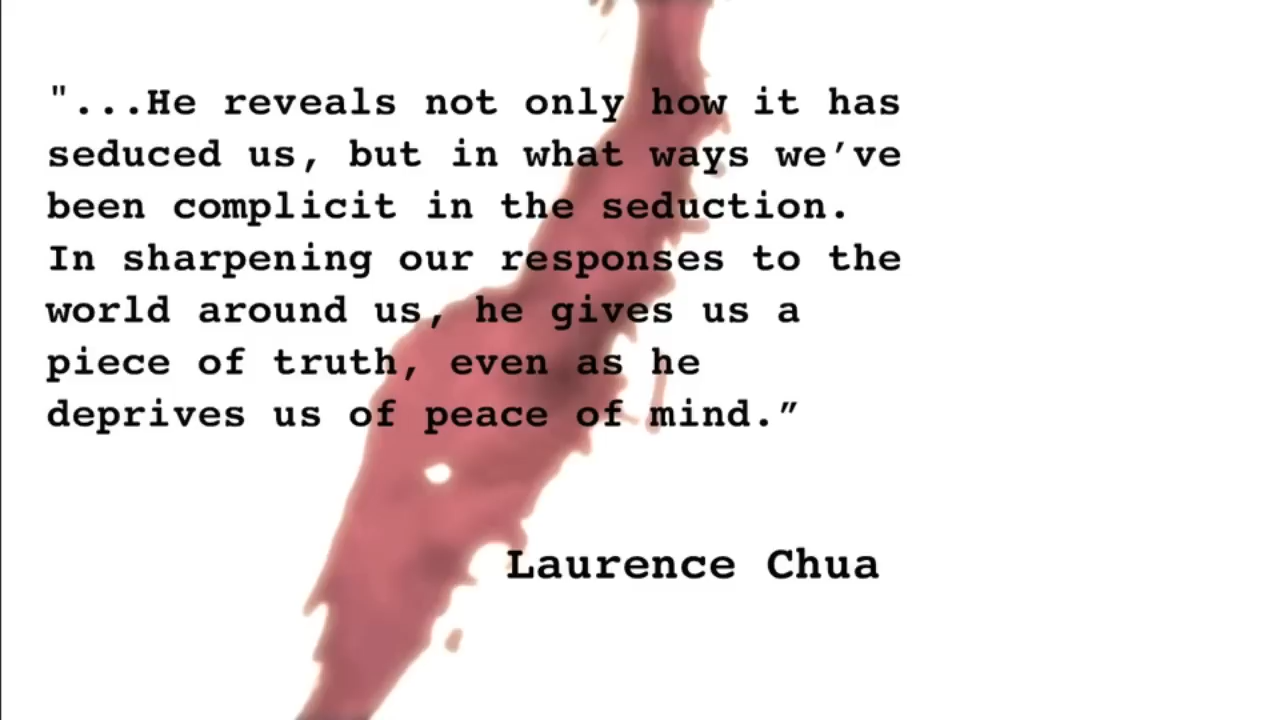 "...He reveals not only how it has
seduced us, but in what ways we’ve
been complicit in the seduction.
In sharpening our responses to the
world around us, he gives us a
piece of truth, even as he
deprives us of peace of mind.”
Laurence Chua